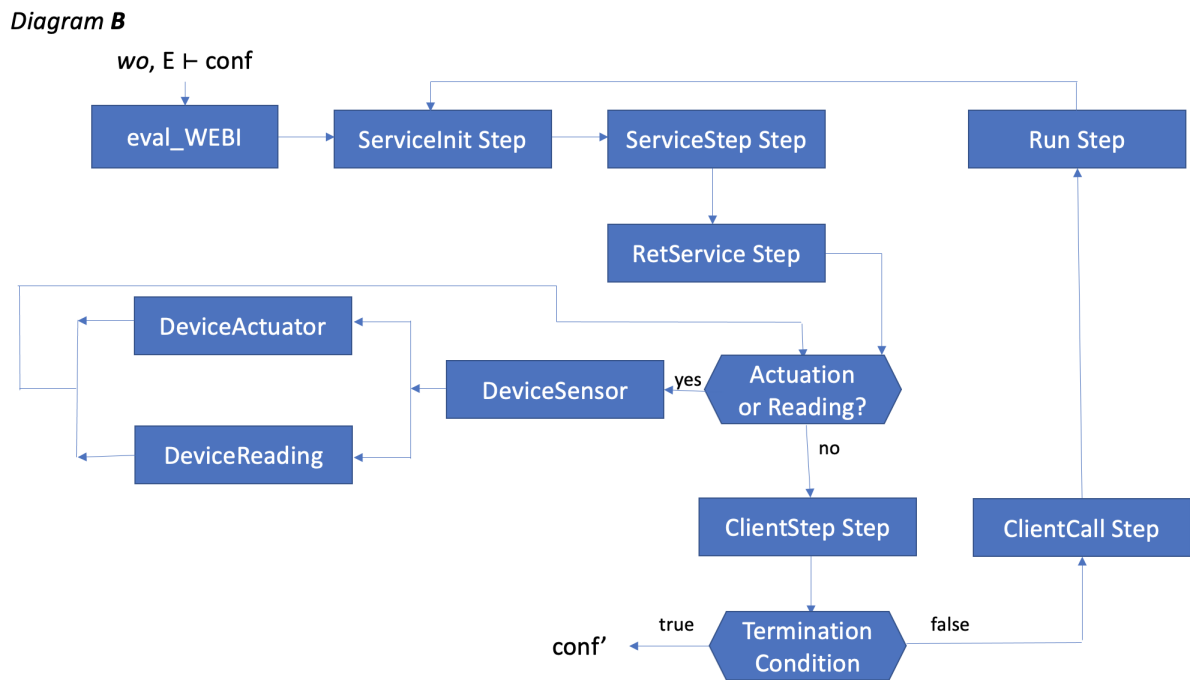 Diagram B
wo, E ⊢ conf
eval_WEBI
ServiceInit Step
ServiceStep Step
Run Step
RetService Step
DeviceActuator
DeviceSensor
yes
Actuation
or Reading?
DeviceReading
no
ClientStep Step
ClientCall Step
true
Termination
Condition
false
conf’